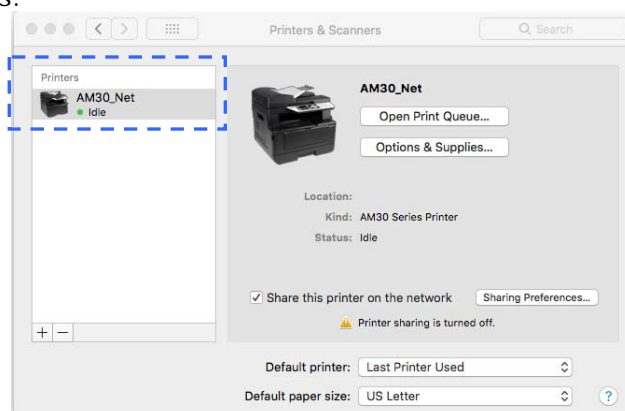 s.
Printers & Scanners
Search
Printers
AM30_Net
Idle
AM30_Net
Open Print Queue...
Options & Supplies...
Location:
Kind: AM30 Series Printer
Status: Idle
Share this printer on the network
Sharing Preferences...
Printer sharing is turned off.
+ −
Default printer: Last Printer Used
Default paper size: US Letter
?